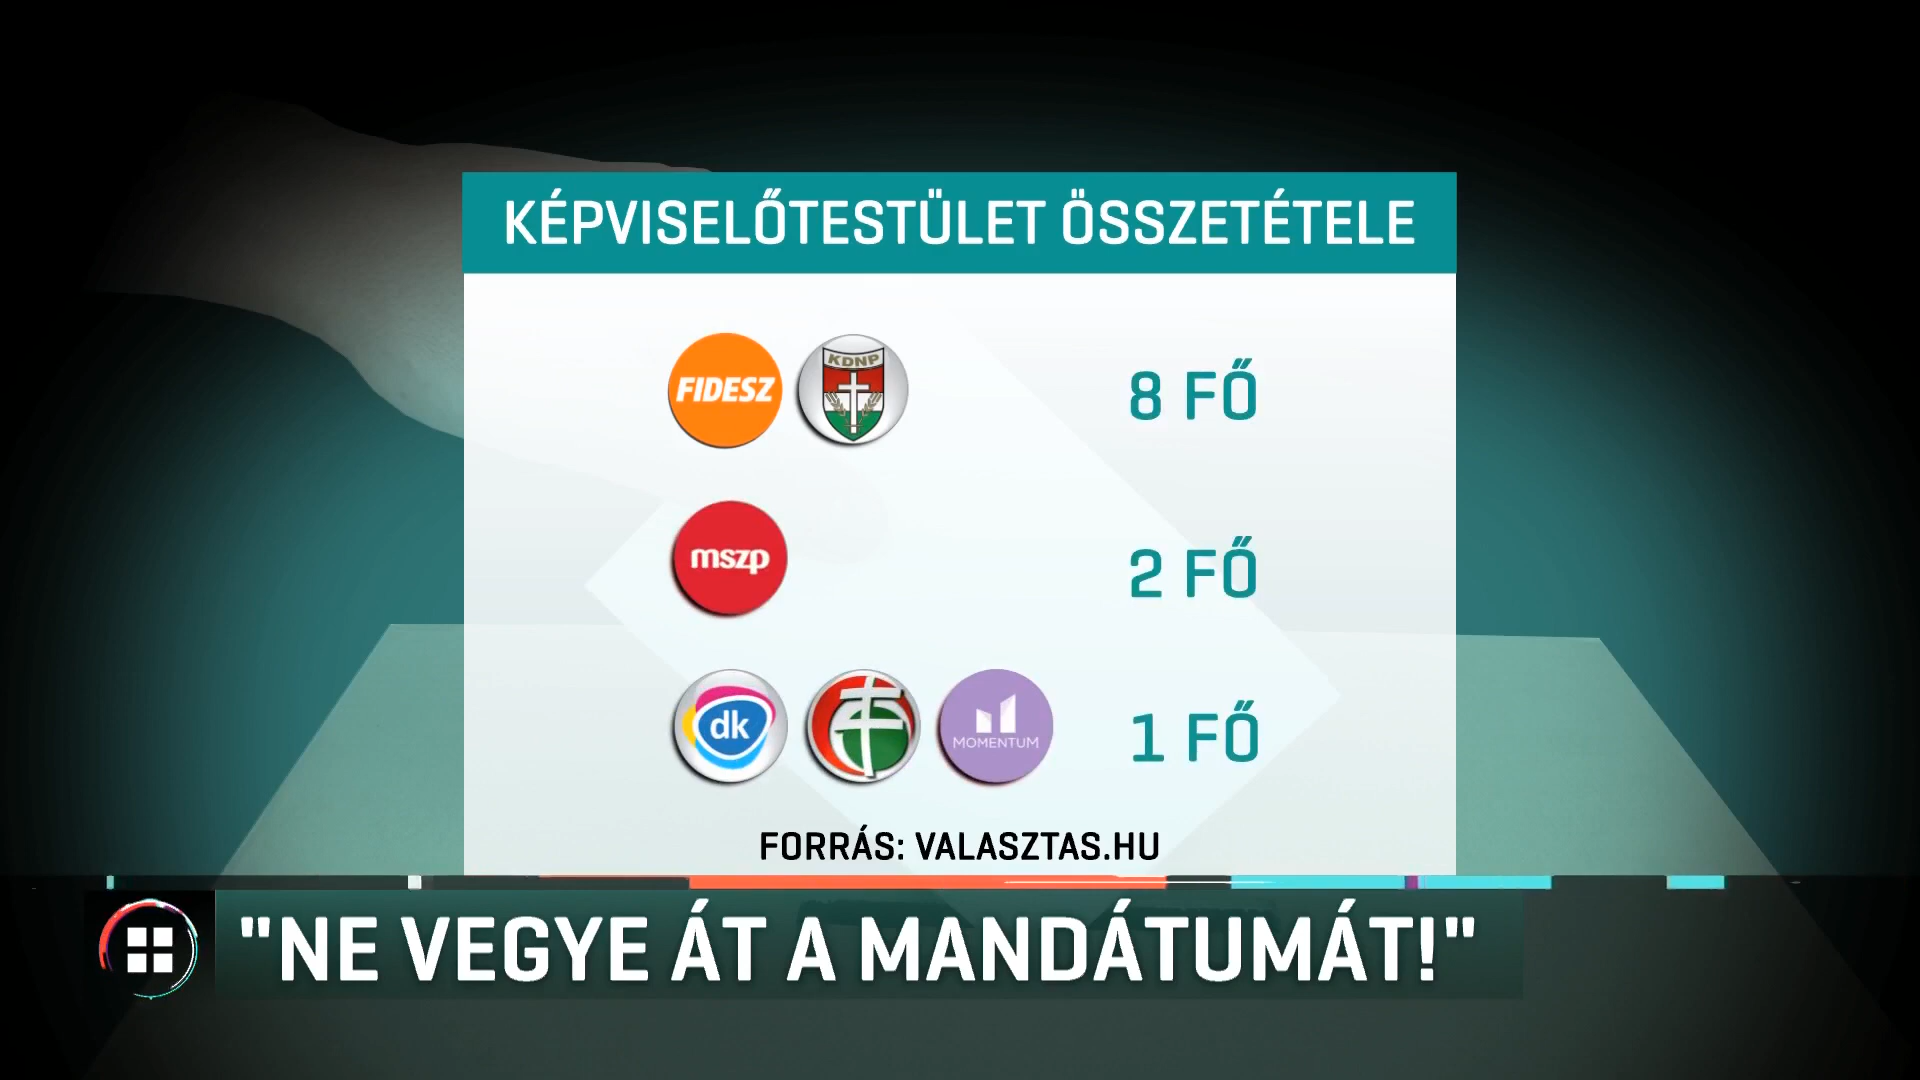 KÉPVISELŐTESTÜLET ÖSSZETÉTELE
FIDESZ KDNP 8 FŐ
mszp 2 FŐ
dk MOMENTUM 1 FŐ
FORRÁS: VALASZTAS.HU
"NE VEGYE ÁT A MANDÁTUMÁT!"